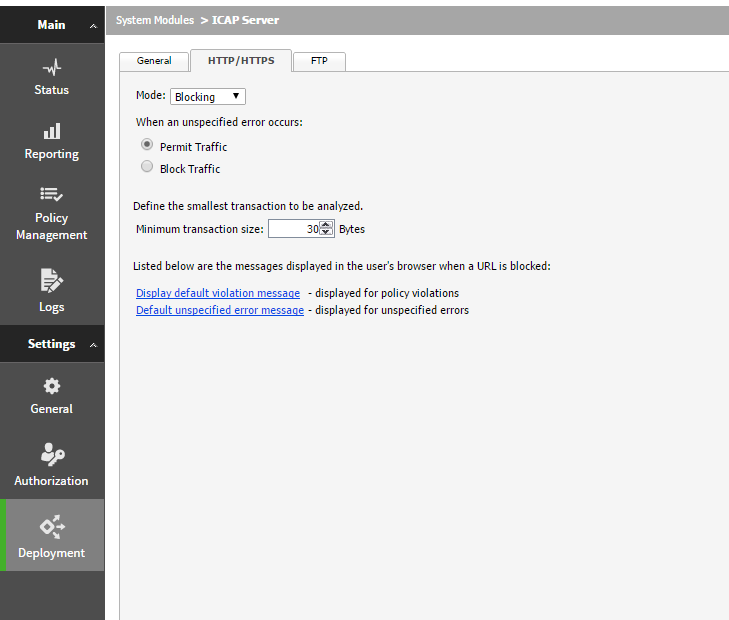 Main
Status
Reporting
Policy
Management
Logs
Settings
General
Authorization
Deployment
System Modules > ICAP Server
General HTTP/HTTPS FTP
Mode: Blocking
When an unspecified error occurs:
Permit Traffic
Block Traffic
Define the smallest transaction to be analyzed.
Minimum transaction size: 30 Bytes
Listed below are the messages displayed in the user's browser when a URL is blocked:
Display default violation message - displayed for policy violations
Default unspecified error message - displayed for unspecified errors